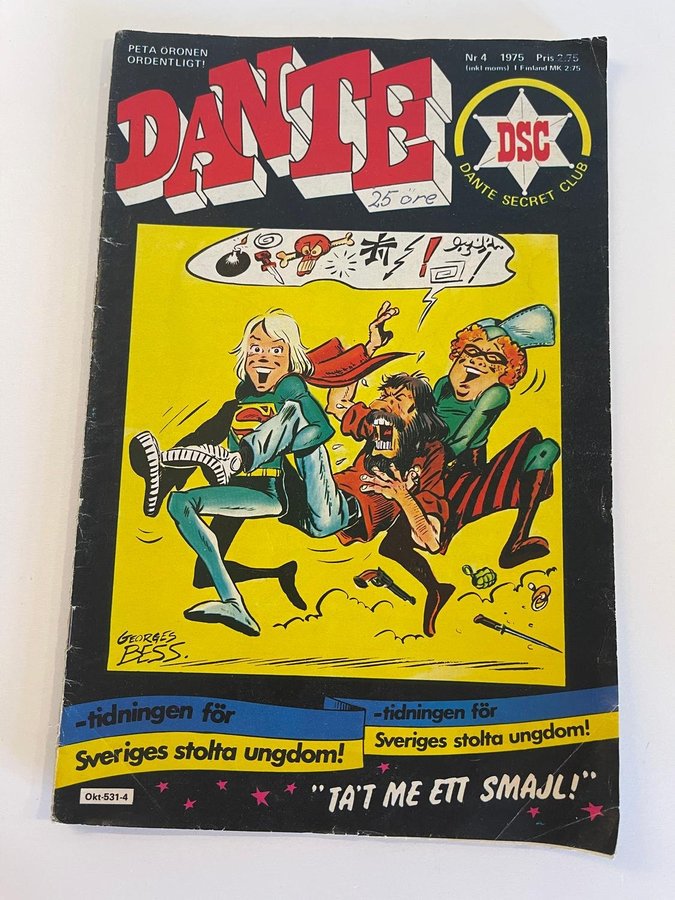 PETA ÖRONEN
ORDENTLIGT!
Nr 4 1975 Pris 2.75
(inkl moms) I Finland MK 2:75
DANTE
25 öre
DSC
DANTE SECRET CLUB
S
GEORGES
BESS.
-tidningen för
Sveriges stolta ungdom!
-tidningen för
Sveriges stolta ungdom!
Okt-531-4
"TA'T ME ETT SMAJL!"